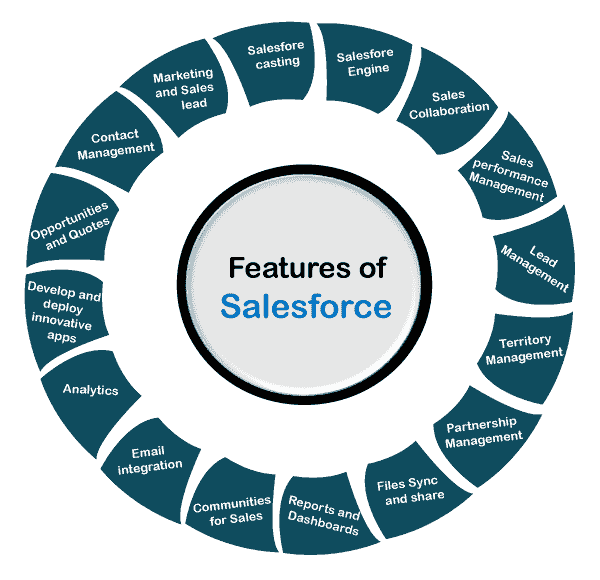 Features of
Salesforce
Salesfore
casting
Salesfore
Engine
Sales
Collaboration
Sales
performance
Management
Lead
Management
Territory
Management
Partnership
Management
Files Sync
and share
Reports and
Dashboards
Communities
for Sales
Email
integration
Analytics
Develop and
deploy
innovative
apps
Opportunities
and Quotes
Contact
Management
Marketing
and Sales
lead